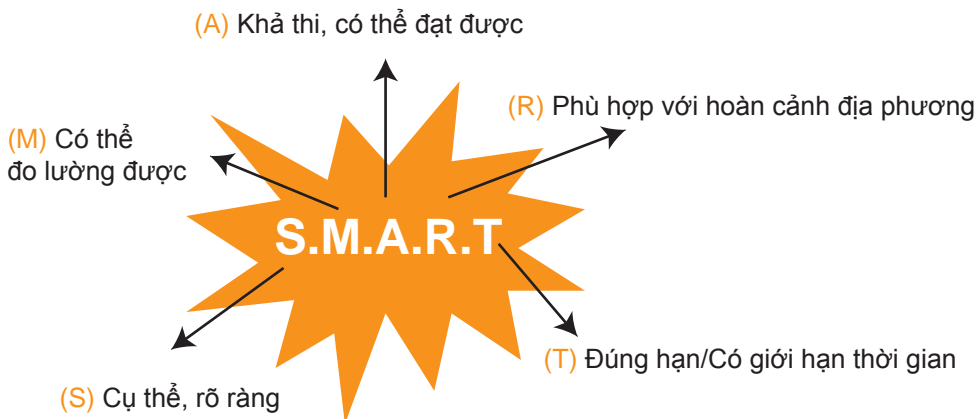 (A) Khả thi, có thể đạt được
(R) Phù hợp với hoàn cảnh địa phương
(M) Có thể
đo lường được
S.M.A.R.T
(T) Đúng hạn/Có giới hạn thời gian
(S) Cụ thể, rõ ràng